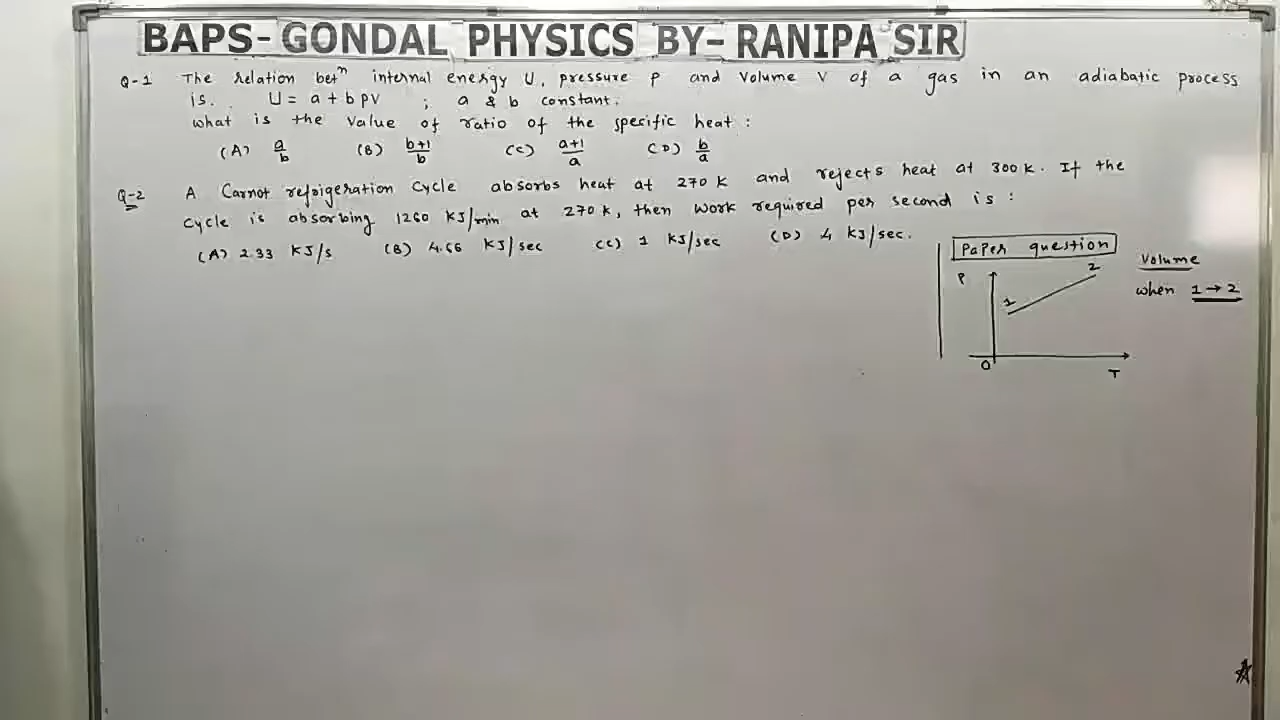 BAPS- GONDAL PHYSICS BY- RANIPA SIR
Q-1 The relation betⁿ internal energy U, pressure P and Volume V of a gas in an adiabatic process
is. U = a + b PV ; a & b constant.
what is the value of ratio of the specific heat :
(A) a/b (B) b+1/b (C) a+1/a (D) b/a
Q-2 A Carnot refrigeration cycle absorbs heat at 270 K and rejects heat at 300 K. If the
cycle is absorbing 1260 KJ/min at 270 K, then work required per second is :
(A) 2.33 KJ/s (B) 4.66 KJ/sec (C) 1 KJ/sec (D) 4 KJ/sec.
Paper question
Volume
when 1→2
P
1
2
O
T